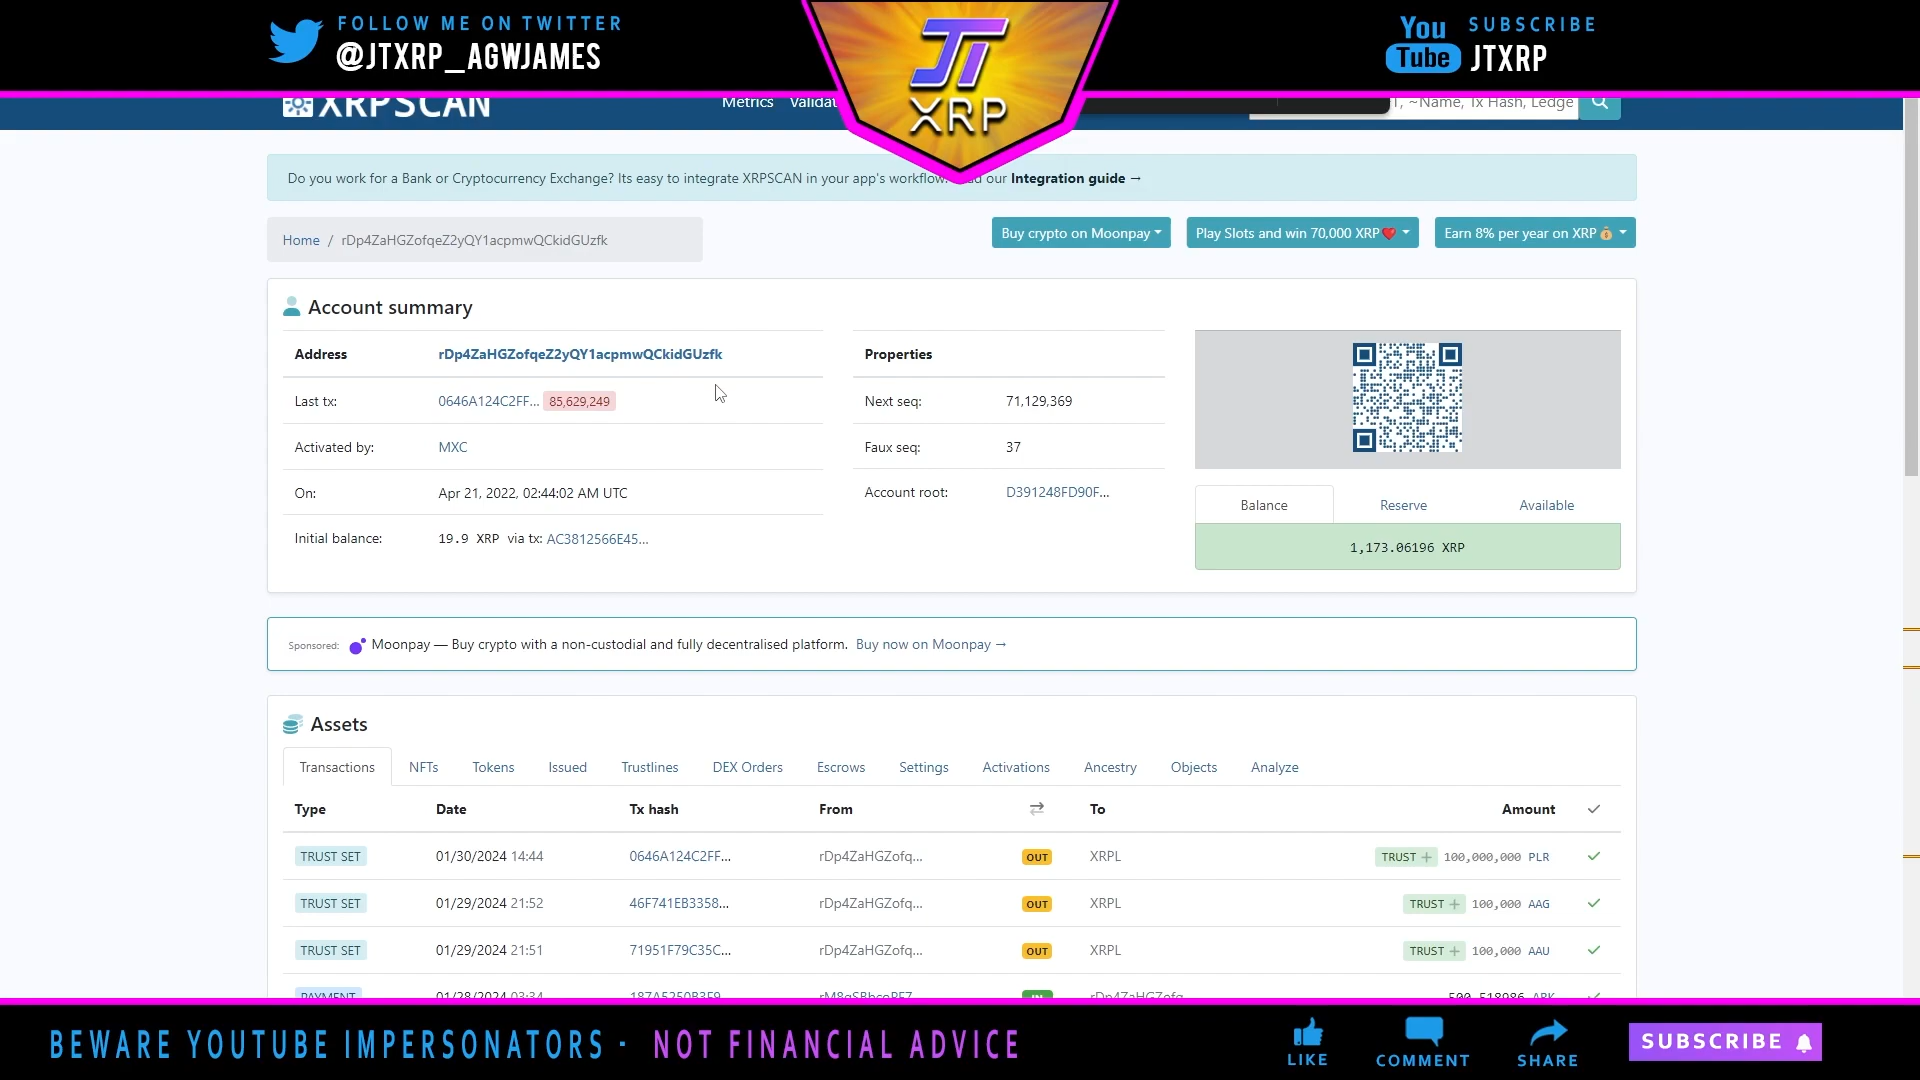 FOLLOW ME ON TWITTER
@JTXRP_AGWJAMES
JT
XRP
You
Tube
SUBSCRIBE
JTXRP
XRPSCAN
Metrics
~Name, Tx Hash, Ledge
Do you work for a Bank or Cryptocurrency Exchange? Its easy to integrate XRPSCAN in your app's workflow. our Integration guide →
Home / rDp4ZaHGZofqeZ2yQY1acpmwQCkidGUzfk
Buy crypto on Moonpay
Play Slots and win 70,000 XRP❤️
Earn 8% per year on XRP💰
Account summary
Address rDp4ZaHGZofqeZ2yQY1acpmwQCkidGUzfk
Last tx: 0646A124C2FF... 85,629,249
Activated by: MXC
On: Apr 21, 2022, 02:44:02 AM UTC
Initial balance: 19.9 XRP via tx: AC3812566E45...
Properties
Next seq: 71,129,369
Faux seq: 37
Account root: D391248FD90F...
Balance Reserve Available
1,173.06196 XRP
Sponsored: Moonpay — Buy crypto with a non-custodial and fully decentralised platform. Buy now on Moonpay →
Assets
Transactions NFTs Tokens Issued Trustlines DEX Orders Escrows Settings Activations Ancestry Objects Analyze
Type Date Tx hash From ⇄ To Amount ✓
TRUST SET 01/30/2024 14:44 0646A124C2FF... rDp4ZaHGZofq... OUT XRPL TRUST + 100,000,000 PLR ✓
TRUST SET 01/29/2024 21:52 46F741EB3358... rDp4ZaHGZofq... OUT XRPL TRUST + 100,000 AAG ✓
TRUST SET 01/29/2024 21:51 71951F79C35C... rDp4ZaHGZofq... OUT XRPL TRUST + 100,000 AAU ✓
PAYMENT 01/28/2024 03:34
BEWARE YOUTUBE IMPERSONATORS - NOT FINANCIAL ADVICE
LIKE
COMMENT
SHARE
SUBSCRIBE